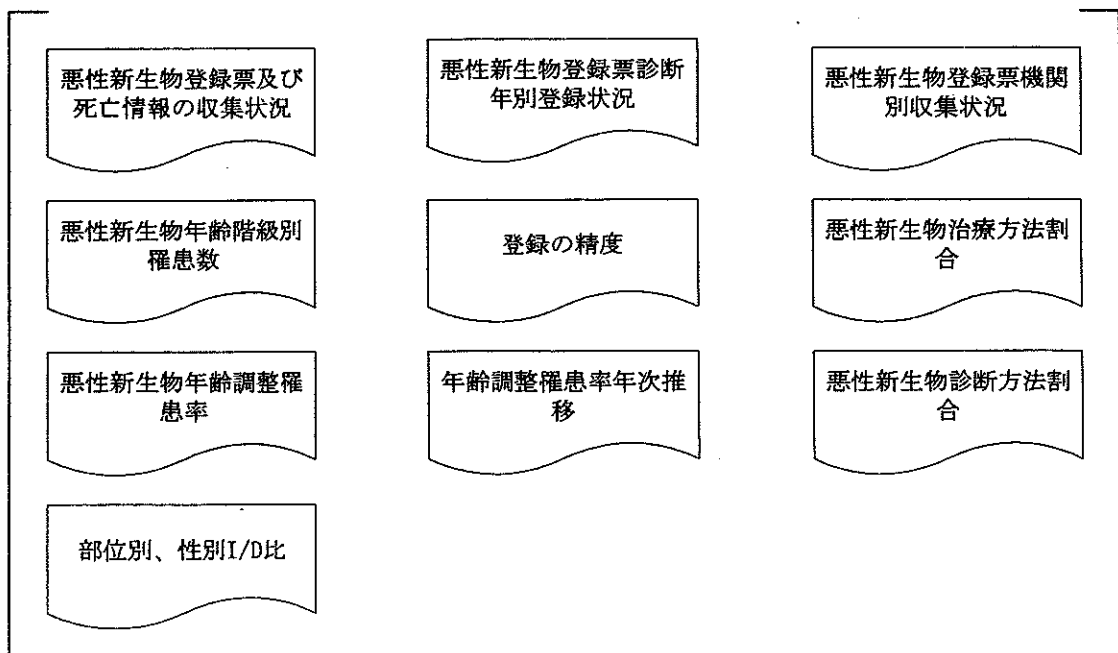 悪性新生物登録票及び
死亡情報の収集状況
悪性新生物登録票診断
年別登録状況
悪性新生物登録票機関
別収集状況
悪性新生物年齢階級別
罹患数
登録の精度
悪性新生物治療方法割
合
悪性新生物年齢調整罹
患率
年齢調整罹患率年次推
移
悪性新生物診断方法割
合
部位別、性別I/D比